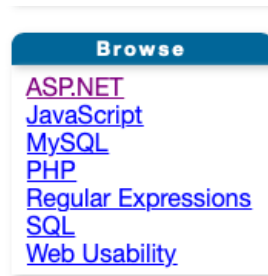 Browse
ASP.NET
JavaScript
MySQL
PHP
Regular Expressions
SQL
Web Usability